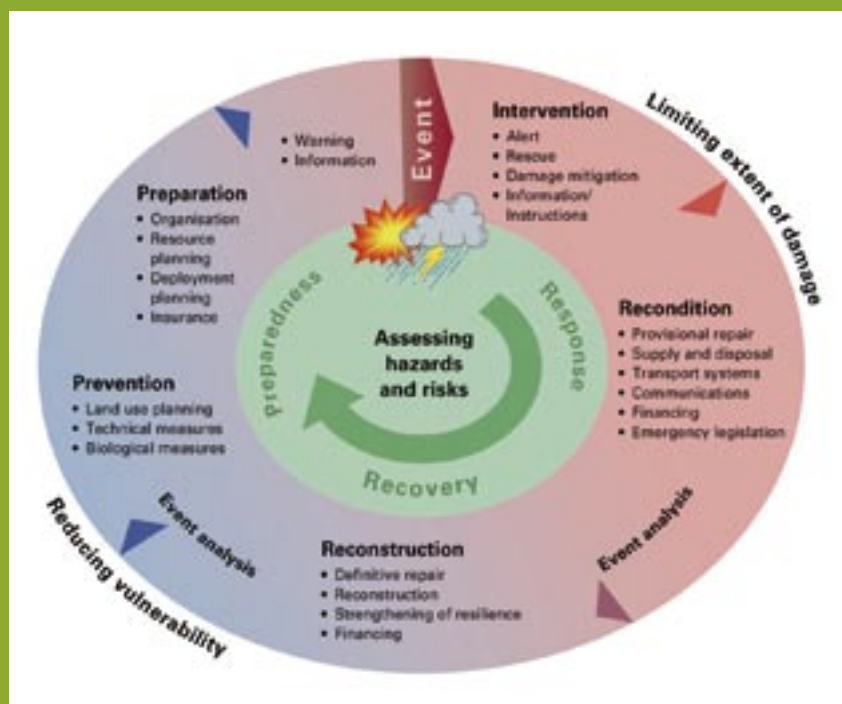 Event
Intervention
• Alert
• Rescue
• Damage mitigation
• Information/
Instructions
Limiting extent of damage
Recondition
• Provisional repair
• Supply and disposal
• Transport systems
• Communications
• Financing
• Emergency legislation
Event analysis
Reconstruction
• Definitive repair
• Reconstruction
• Strengthening of resilience
• Financing
Event analysis
Reducing vulnerability
Prevention
• Land use planning
• Technical measures
• Biological measures
Preparation
• Organisation
• Resource
planning
• Deployment
planning
• Insurance
• Warning
• Information
Preparedness
Response
Recovery
Assessing
hazards
and risks